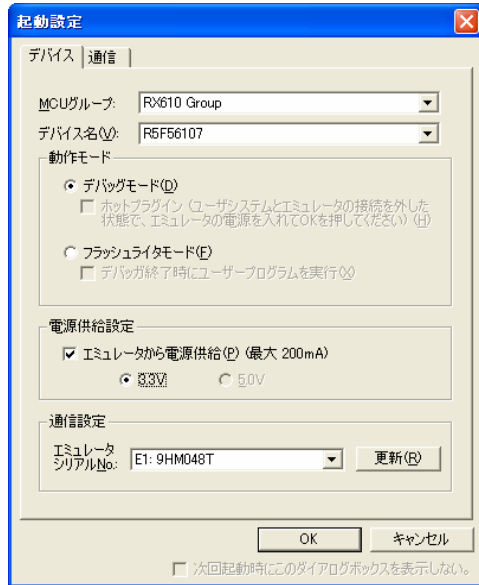 起動設定
デバイス 通信
MCUグループ: RX610 Group
デバイス名(V): R5F56107
動作モード
デバッグモード(D)
ホットプラグイン (ユーザシステムとエミュレータの接続を外した
状態で、エミュレータの電源を入れてOKを押してください) (H)
フラッシュライタモード(F)
デバッガ終了時にユーザープログラムを実行(X)
電源供給設定
エミュレータから電源供給(P) (最大 200mA)
3.3V 5.0V
通信設定
エミュレータ
シリアルNo.: E1: 9HM048T 更新(R)
OK キャンセル
次回起動時にこのダイアログボックスを表示しない。